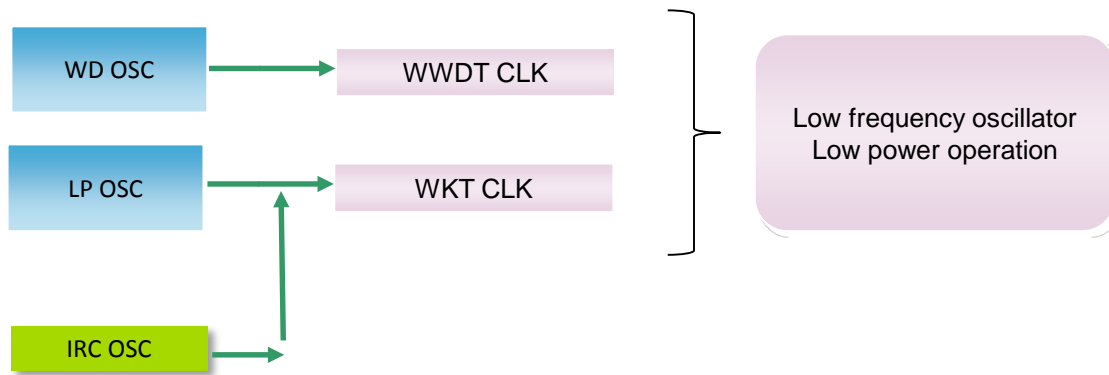 WD OSC
WWDT CLK
LP OSC
WKT CLK
IRC OSC
Low frequency oscillator
Low power operation